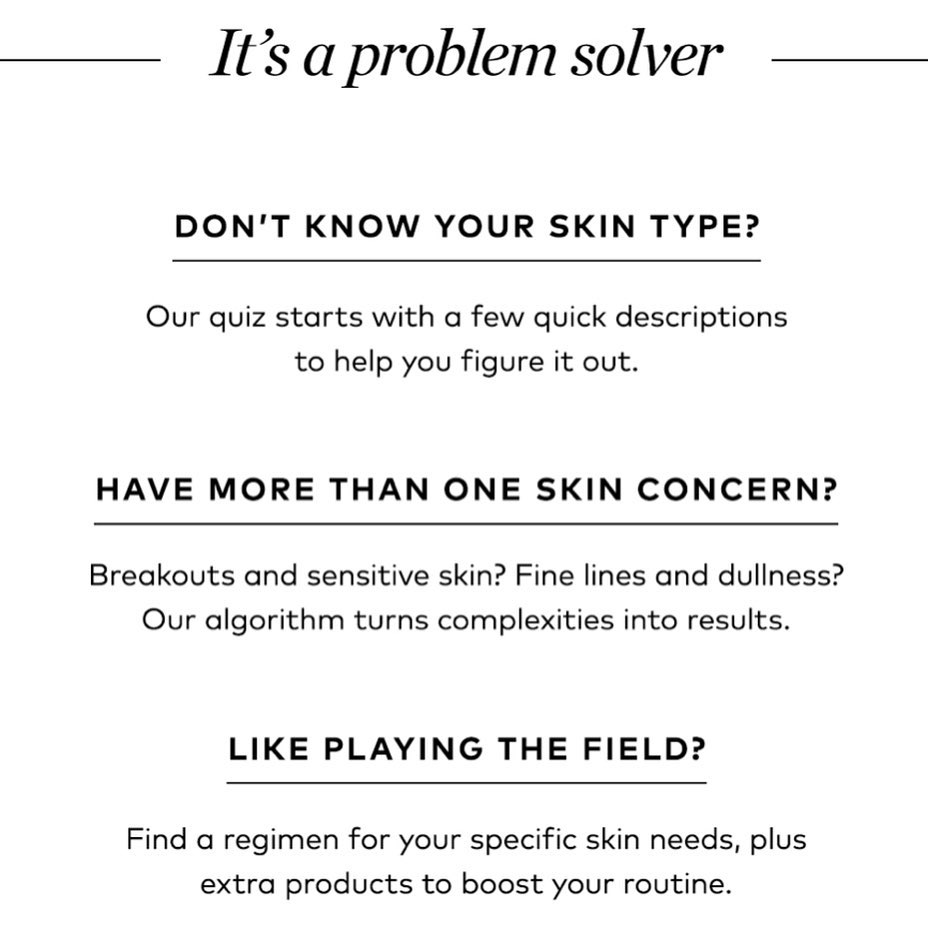 It’s a problem solver
DON’T KNOW YOUR SKIN TYPE?
Our quiz starts with a few quick descriptions
to help you figure it out.
HAVE MORE THAN ONE SKIN CONCERN?
Breakouts and sensitive skin? Fine lines and dullness?
Our algorithm turns complexities into results.
LIKE PLAYING THE FIELD?
Find a regimen for your specific skin needs, plus
extra products to boost your routine.